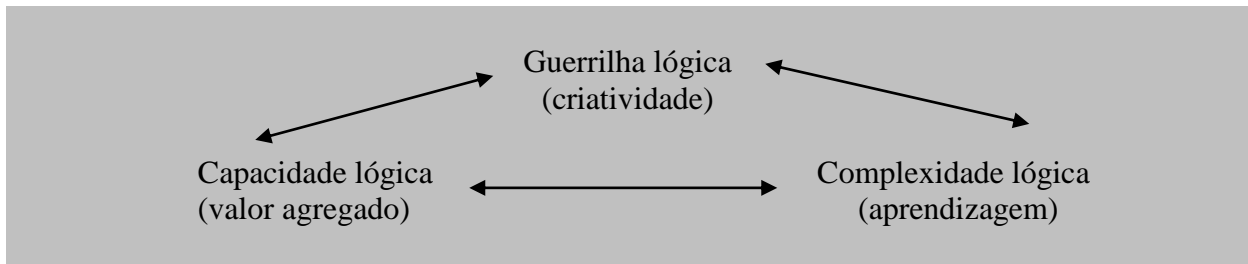 Guerrilha lógica
(criatividade)
Capacidade lógica
(valor agregado)
Complexidade lógica
(aprendizagem)